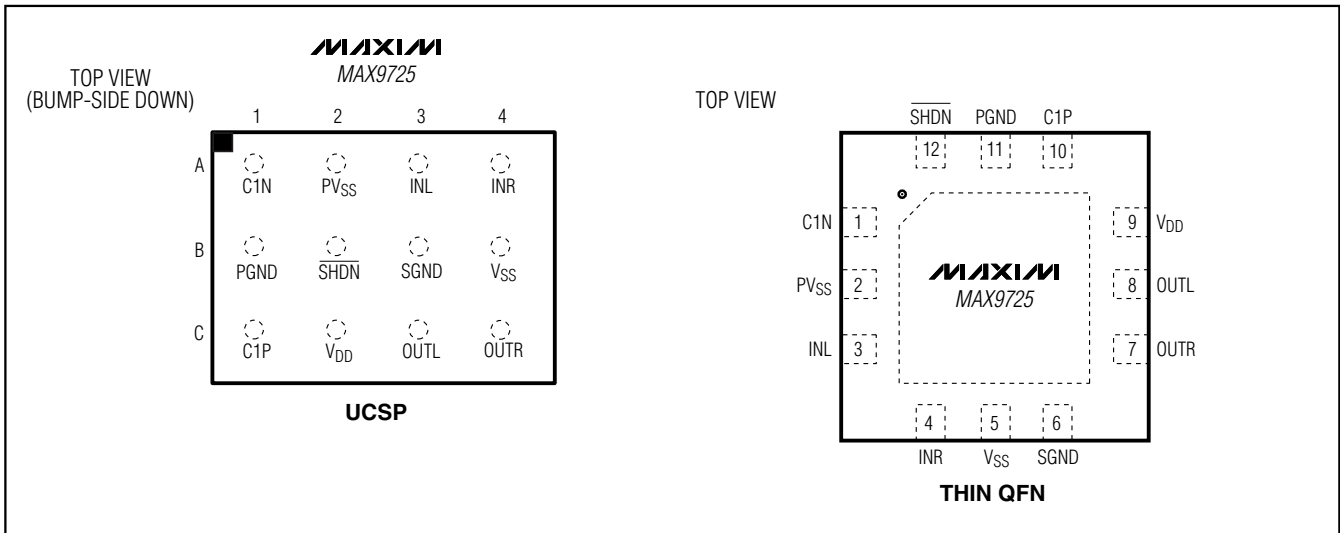 MAXIM
MAX9725
TOP VIEW
(BUMP-SIDE DOWN)
1 2 3 4
A
C1N PVSS INL INR
B
PGND SHDN SGND VSS
C
C1P VDD OUTL OUTR
UCSP
TOP VIEW
SHDN PGND C1P
12 11 10
C1N 1 9 VDD
MAXIM
MAX9725
PVSS 2 8 OUTL
INL 3 7 OUTR
4 5 6
INR VSS SGND
THIN QFN